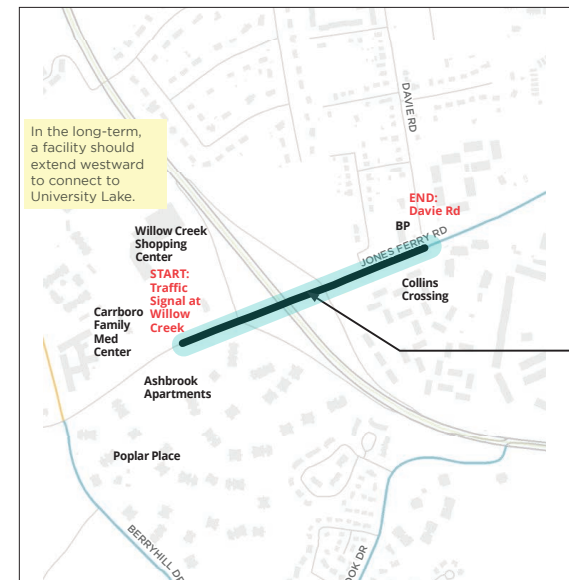 In the long-term,
a facility should
extend westward
to connect to
University Lake.
DAVIE RD
END:
Davie Rd
BP
JONES FERRY RD
Willow Creek
Shopping
Center
START:
Traffic
Signal at
Willow
Creek
Collins
Crossing
Carrboro
Family
Med
Center
Ashbrook
Apartments
Poplar Place
BERRYHILL DR
OOK DR